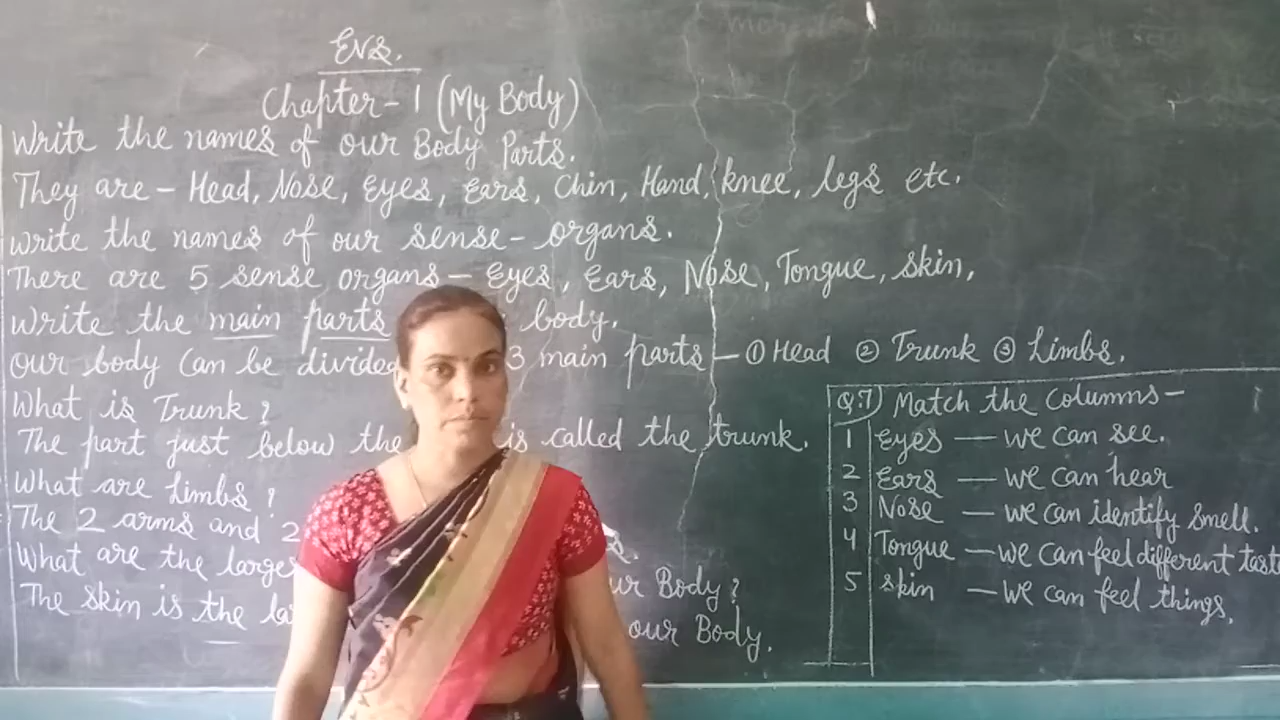 EVS.
Chapter-1 (My Body)
Write the names of our Body Parts.
They are - Head, Nose, Eyes, Ears, Chin, Hand, knee, legs etc.
Write the names of our sense-organs.
There are 5 sense organs - Eyes, Ears, Nose, Tongue, Skin,
Write the main parts body.
Our body can be divided 3 main parts - ① Head ② Trunk ③ Limbs.
What is Trunk?
The part just below the is called the trunk.
What are Limbs?
The 2 arms and 2
What are the large ur Body?
The skin is the la our Body.
Q.7) Match the columns -
1 Eyes - we can see.
2 Ears - we can hear
3 Nose - we can identify smell.
4 Tongue - we can feel different taste
5 skin - we can feel things.